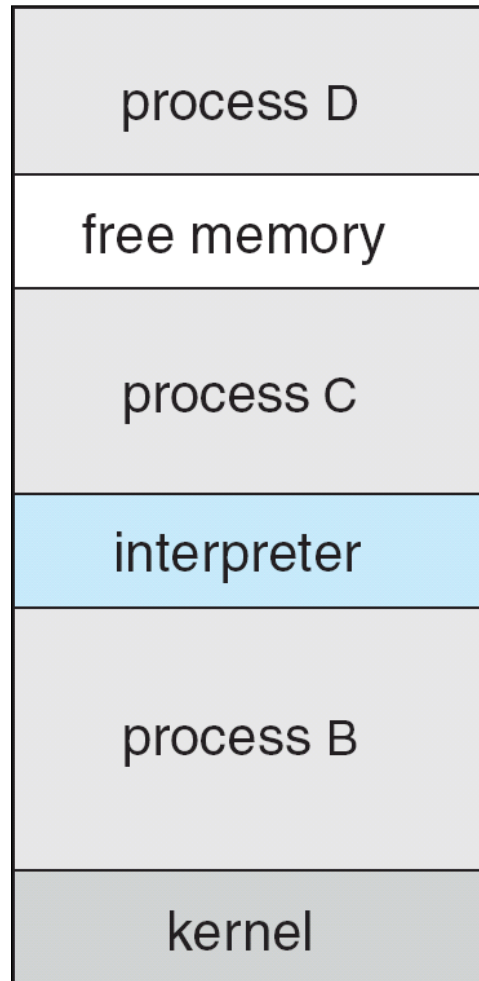 process D
free memory
process C
interpreter
process B
kernel